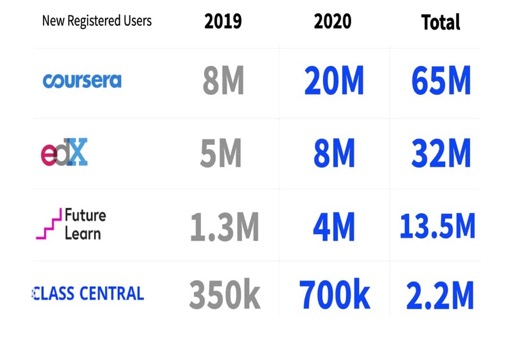 New Registered Users 2019 2020 Total
coursera 8M 20M 65M
edX 5M 8M 32M
Future
Learn 1.3M 4M 13.5M
CLASS CENTRAL 350k 700k 2.2M